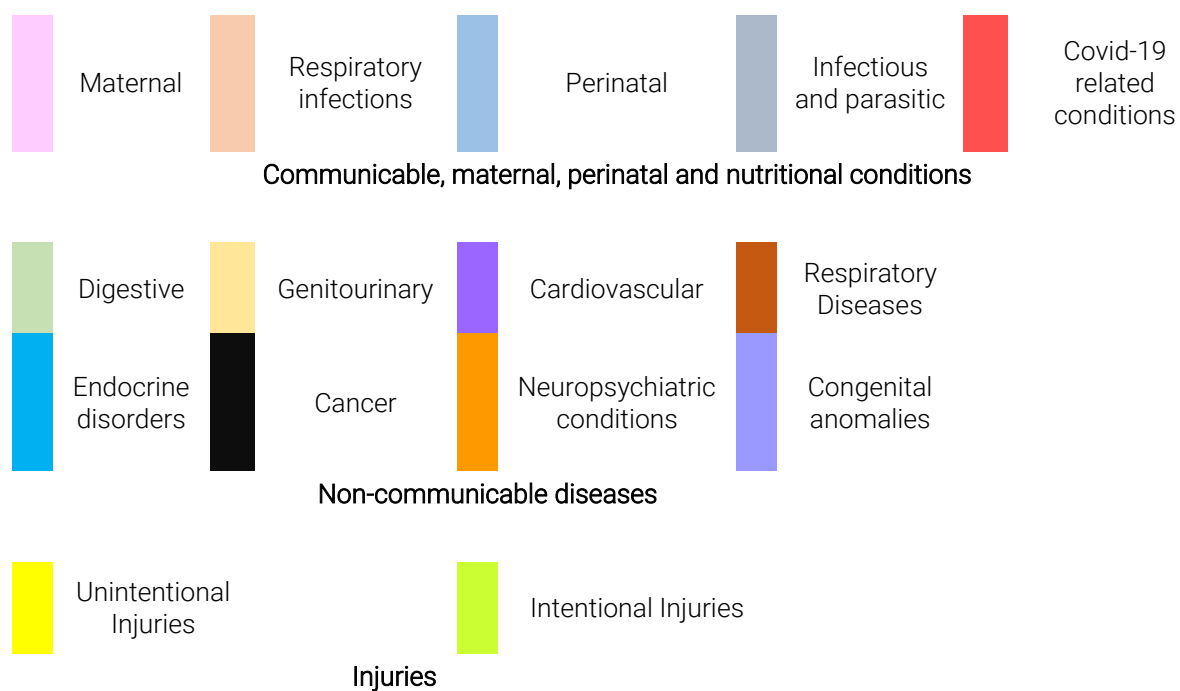 Maternal
Respiratory
infections
Perinatal
Infectious
and parasitic
Covid-19
related
conditions
Communicable, maternal, perinatal and nutritional conditions
Digestive
Genitourinary
Cardiovascular
Respiratory
Diseases
Endocrine
disorders
Cancer
Neuropsychiatric
conditions
Congenital
anomalies
Non-communicable diseases
Unintentional
Injuries
Intentional Injuries
Injuries